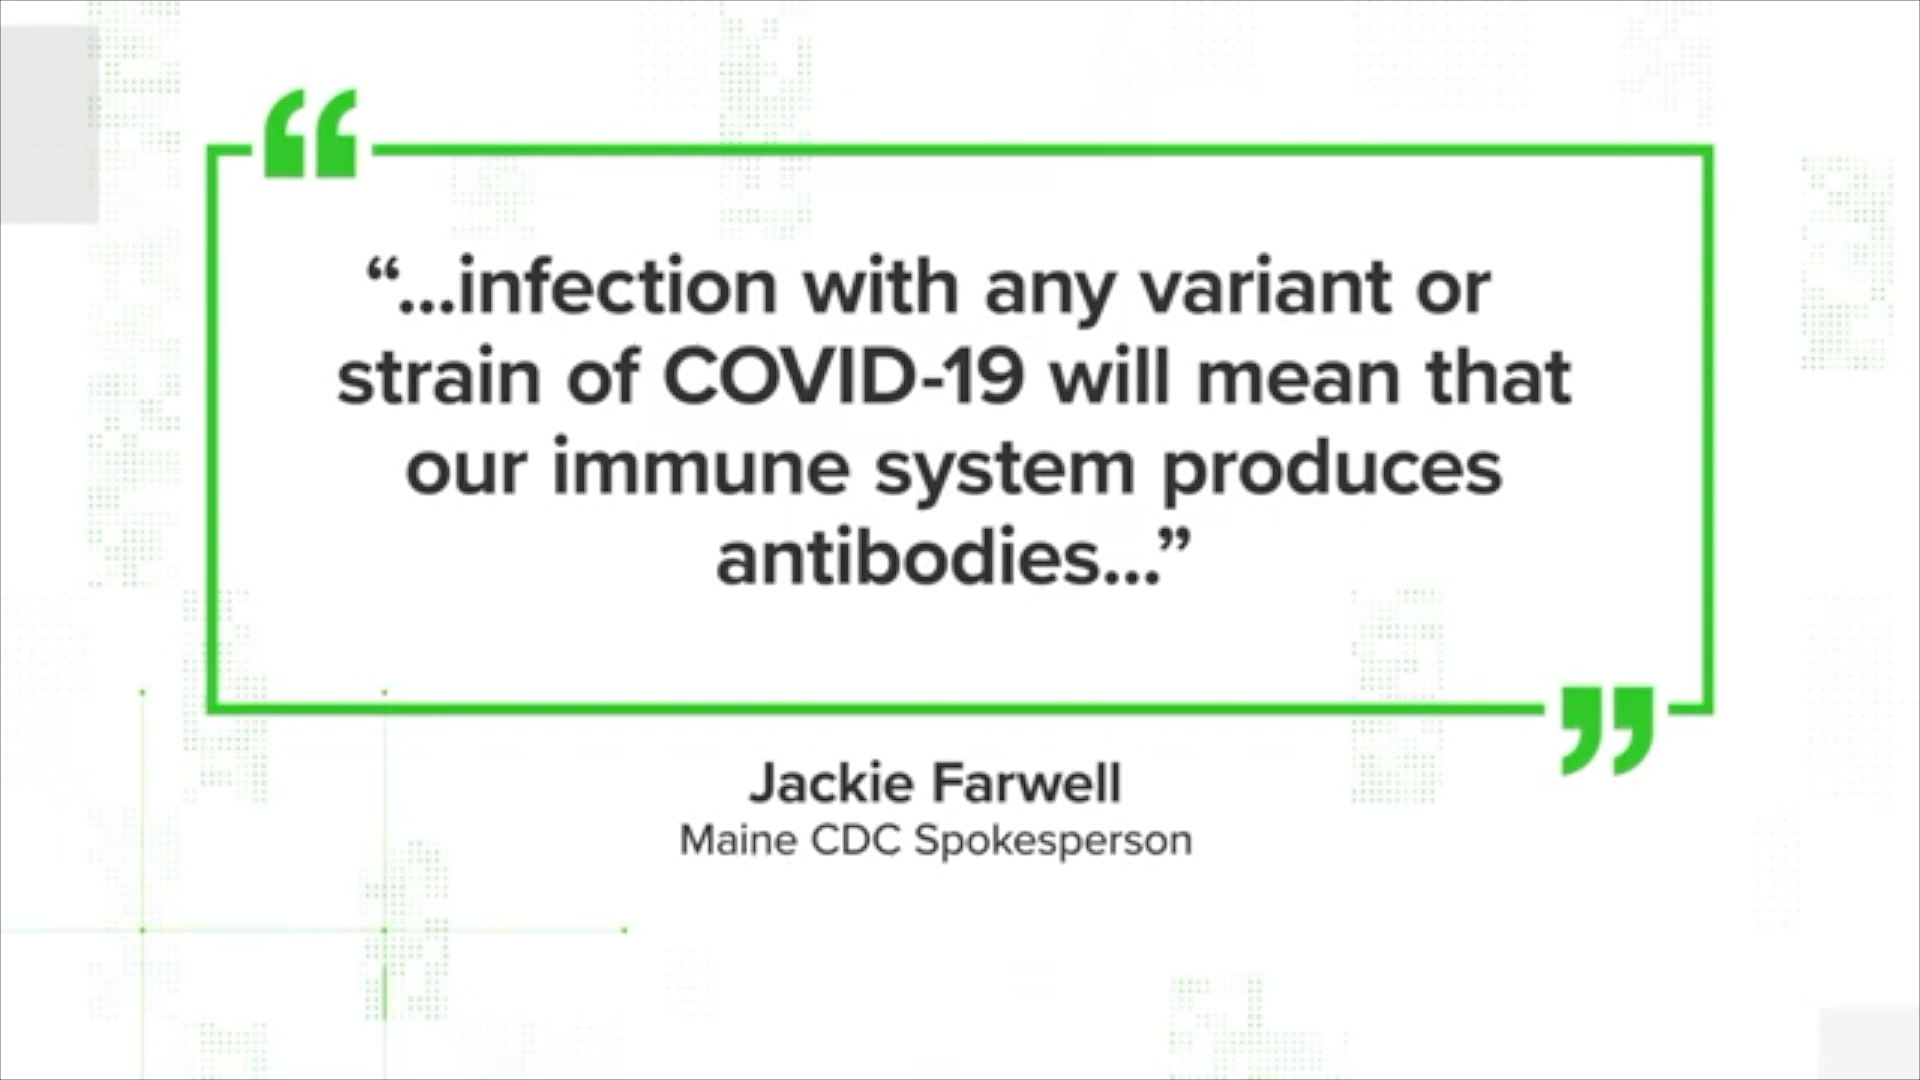 “...infection with any variant or
strain of COVID-19 will mean that
our immune system produces
antibodies...”
Jackie Farwell
Maine CDC Spokesperson